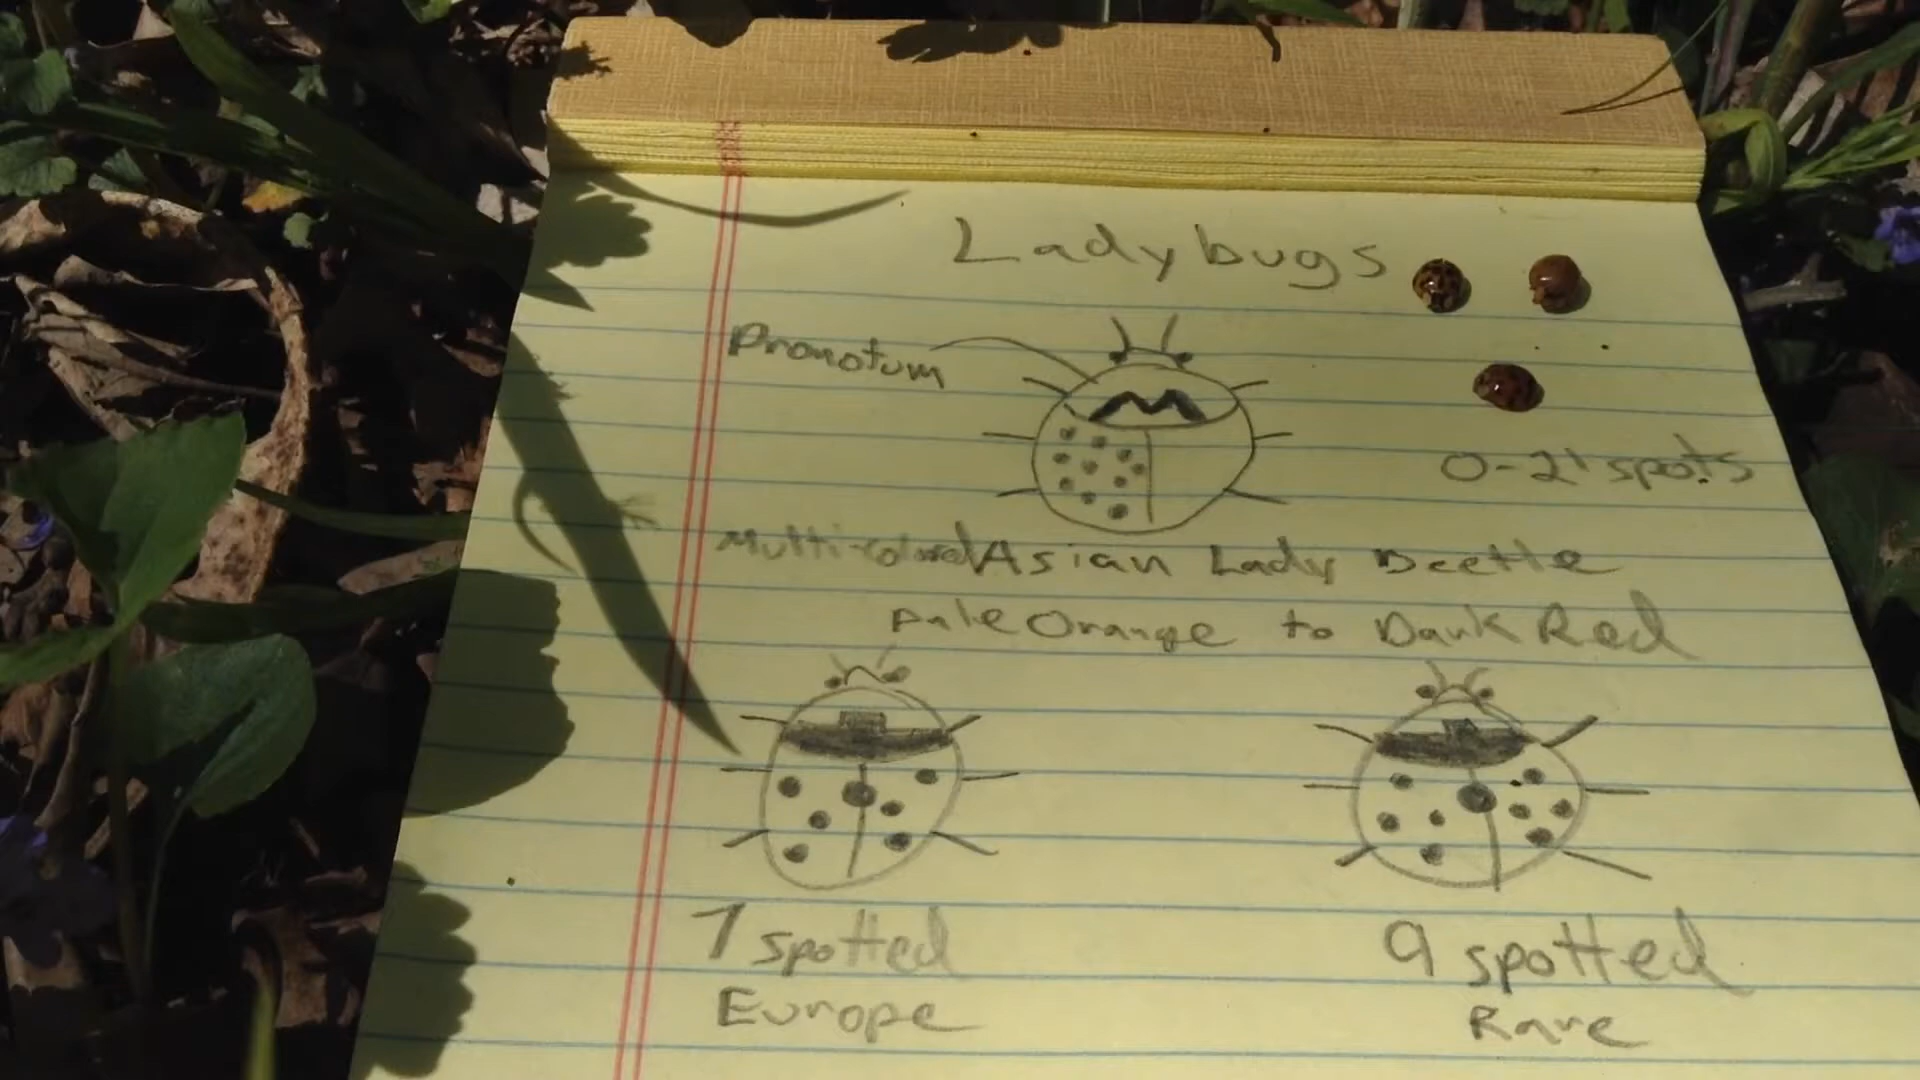 Ladybugs
Pronotum
0-21 spots
Multi-colored Asian Lady Beetle
Pale Orange to Dark Red
7 spotted
Europe
9 spotted
Rare